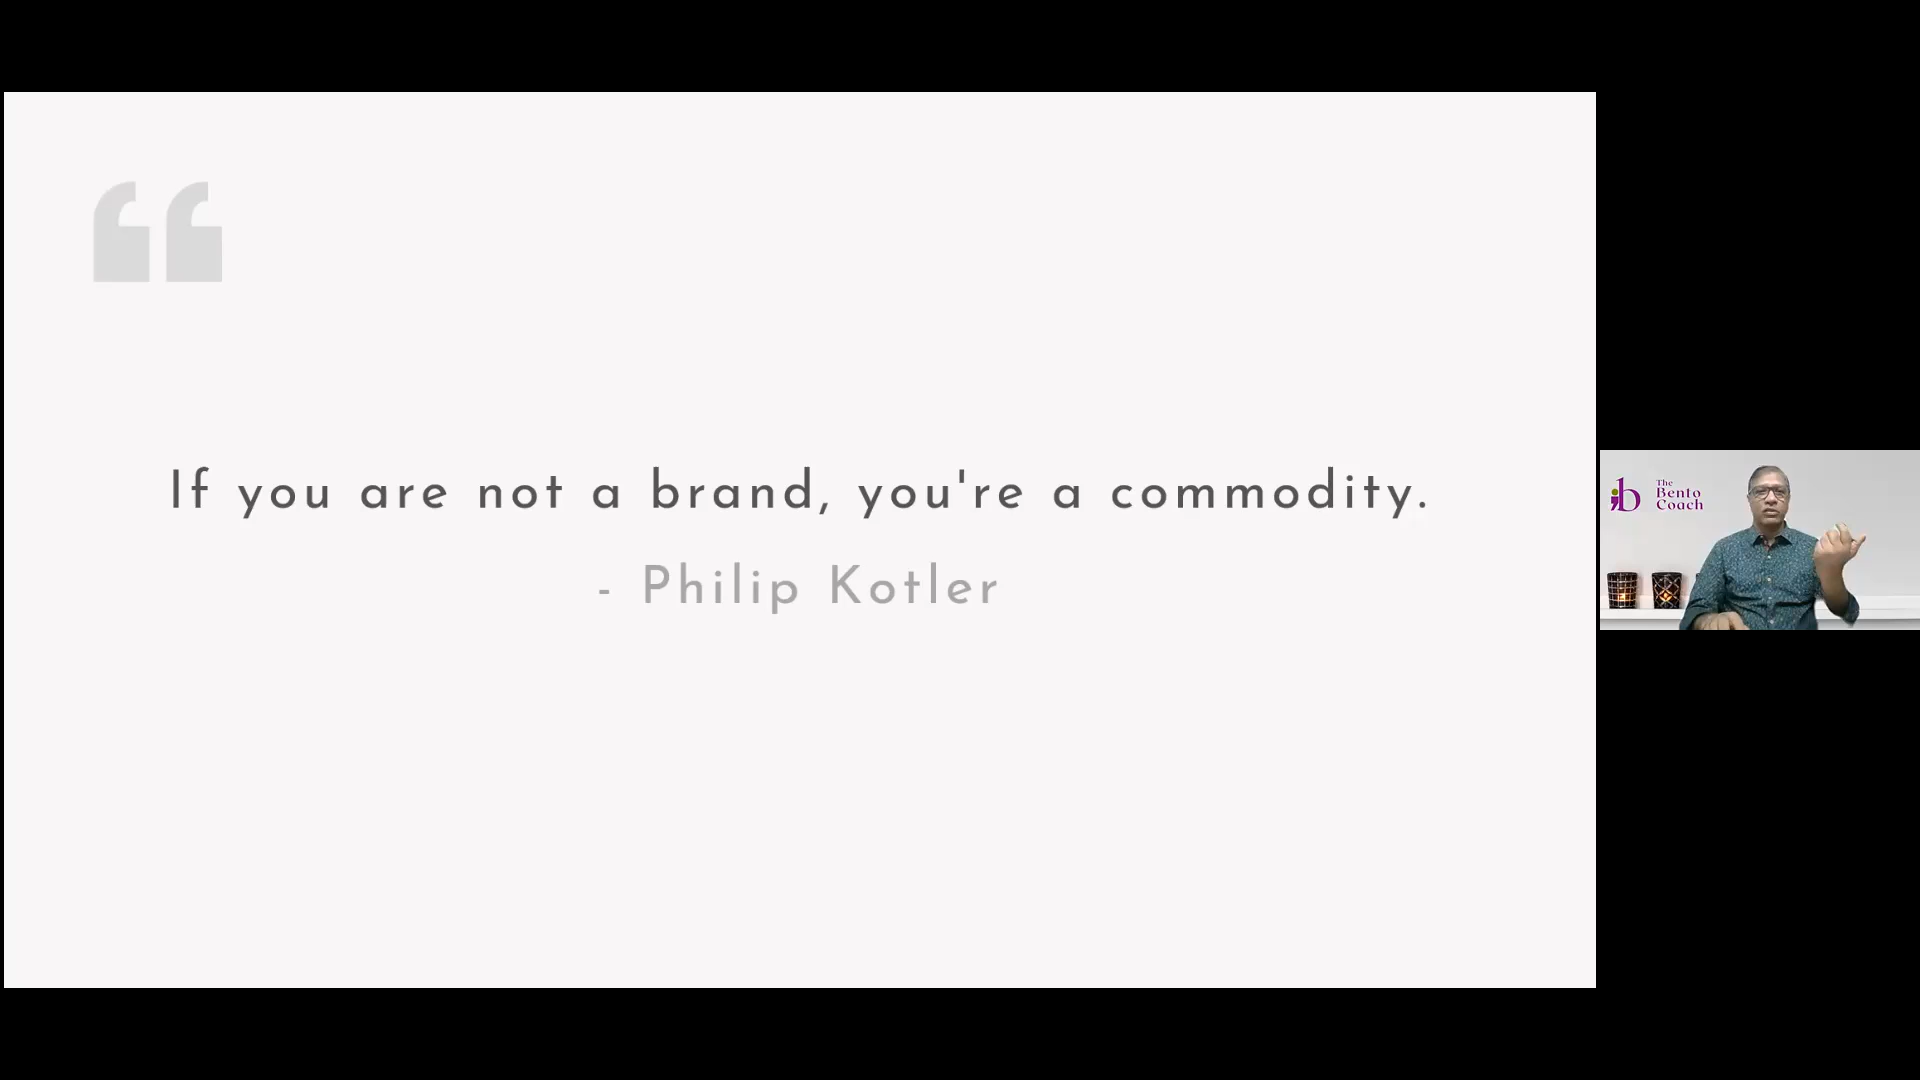 If you are not a brand, you're a commodity.
- Philip Kotler
The
Bento
Coach